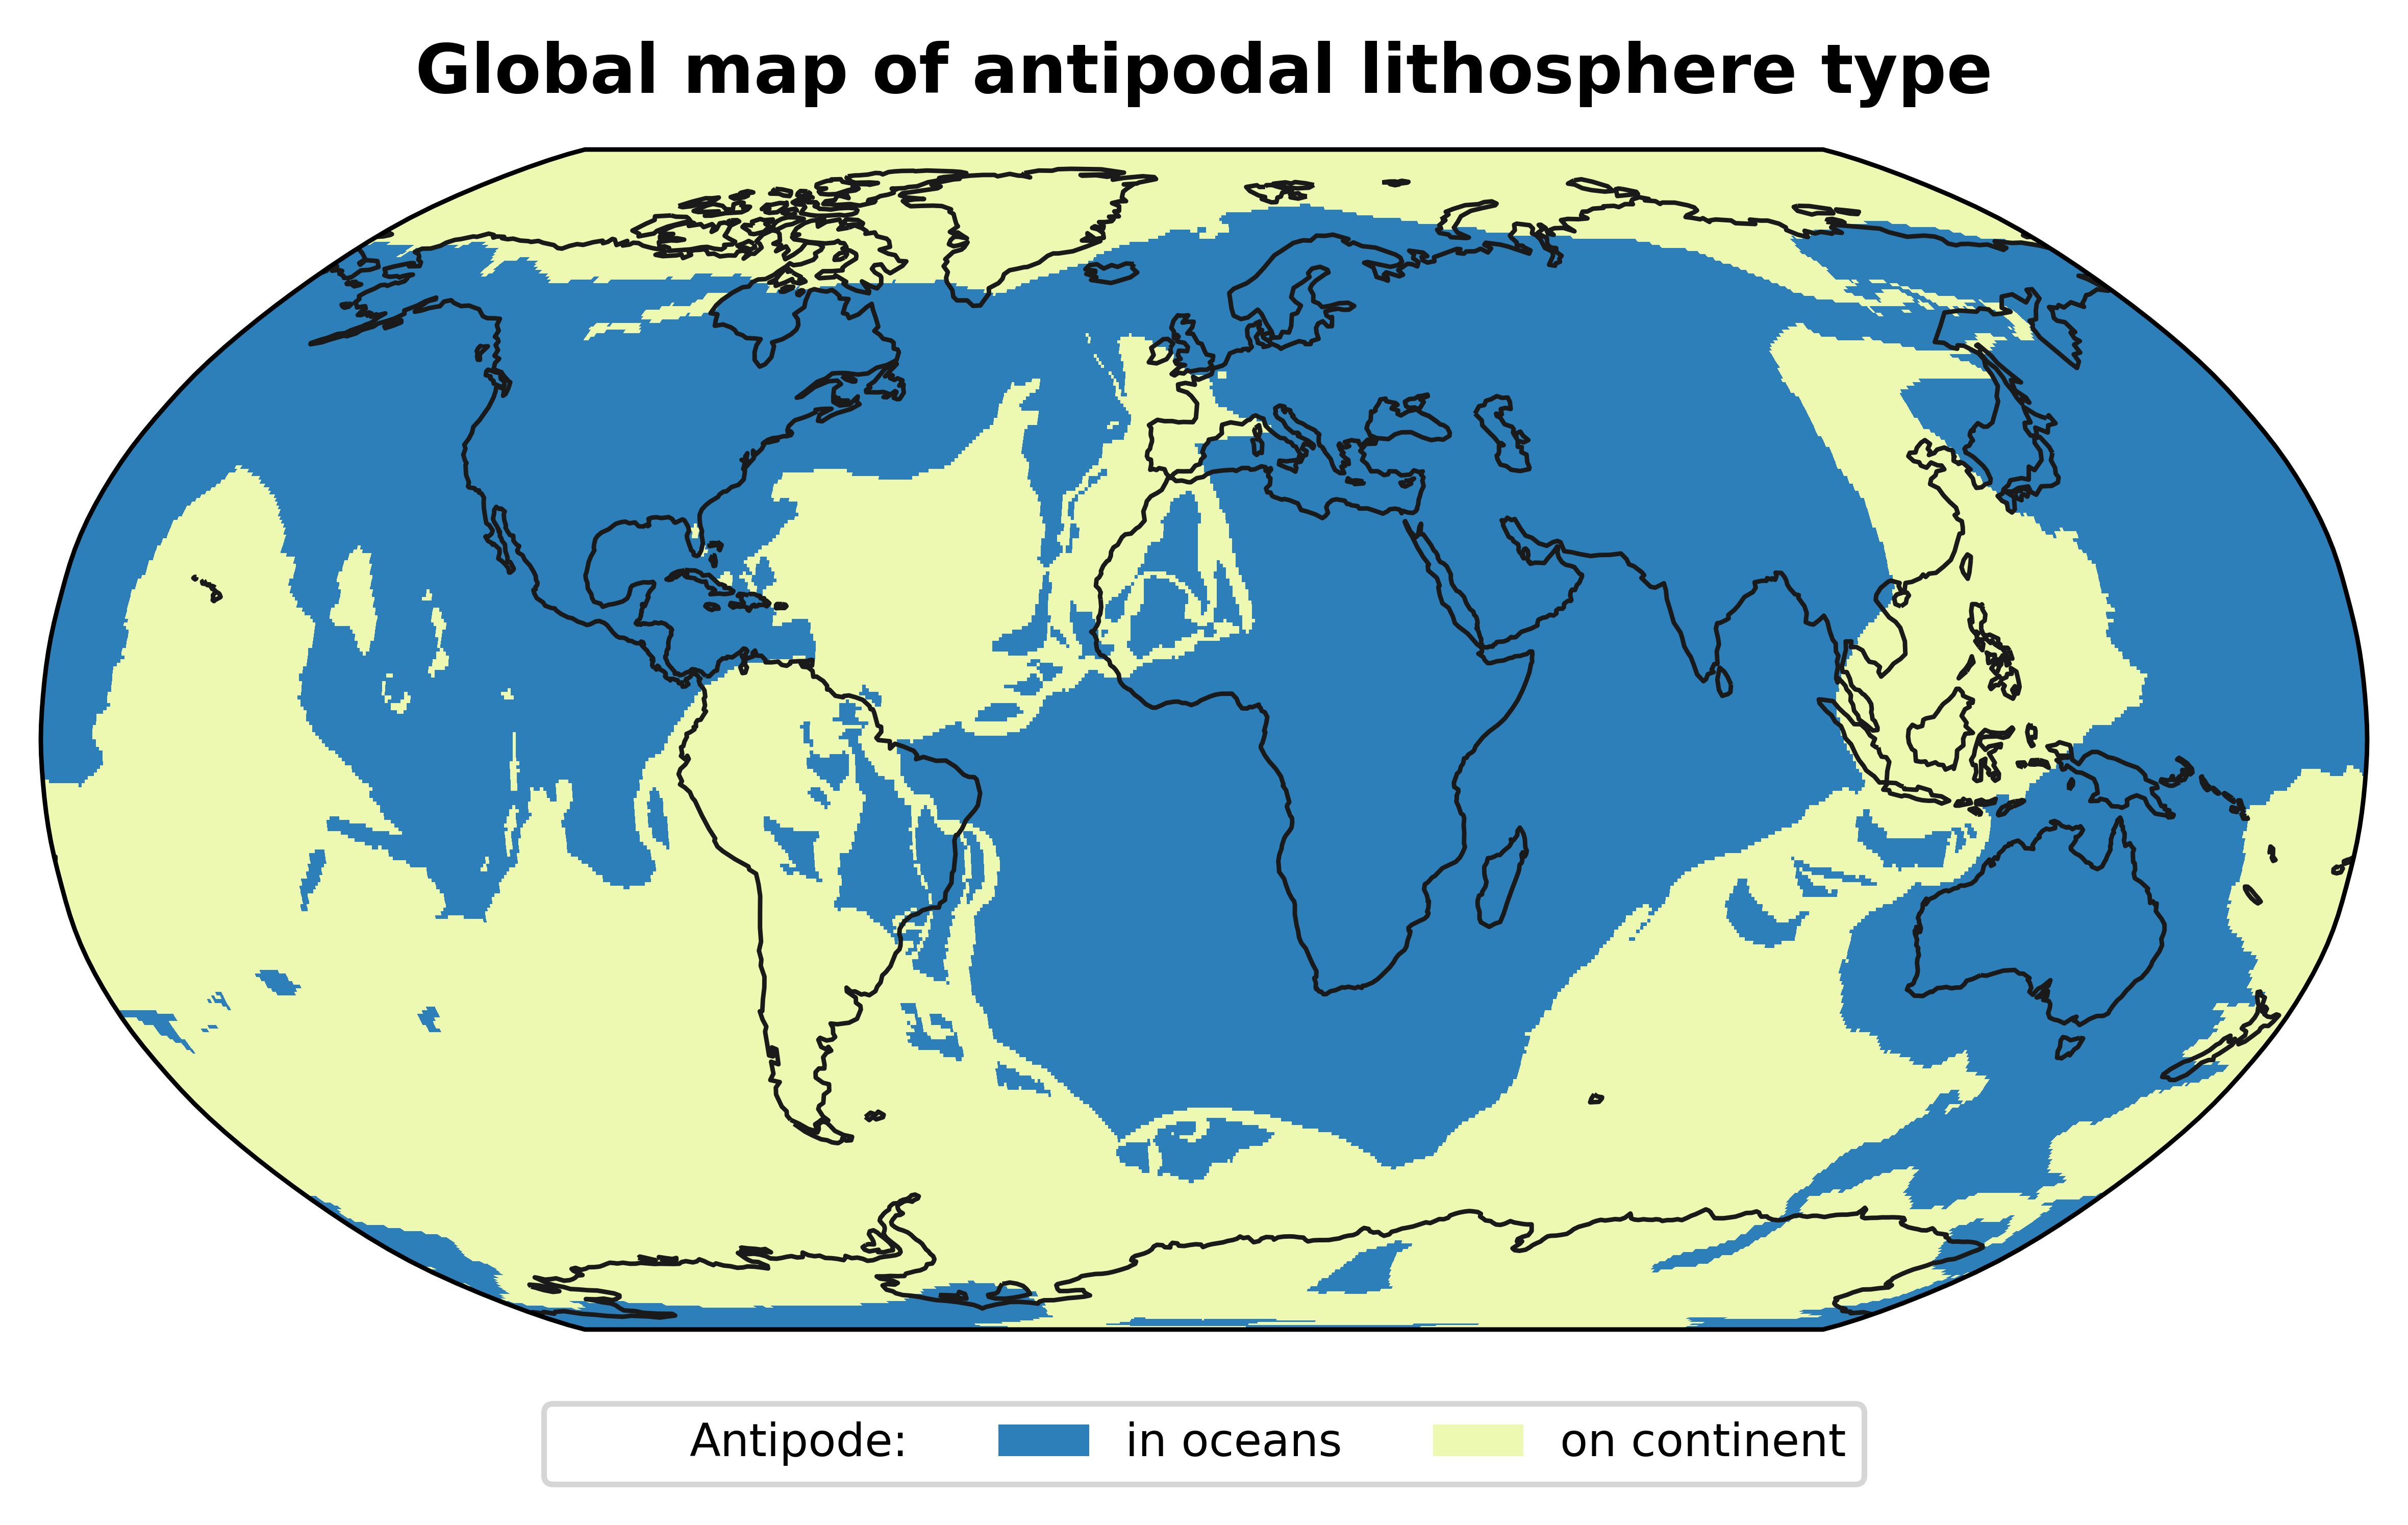 Global map of antipodal lithosphere type
Antipode: in oceans on continent